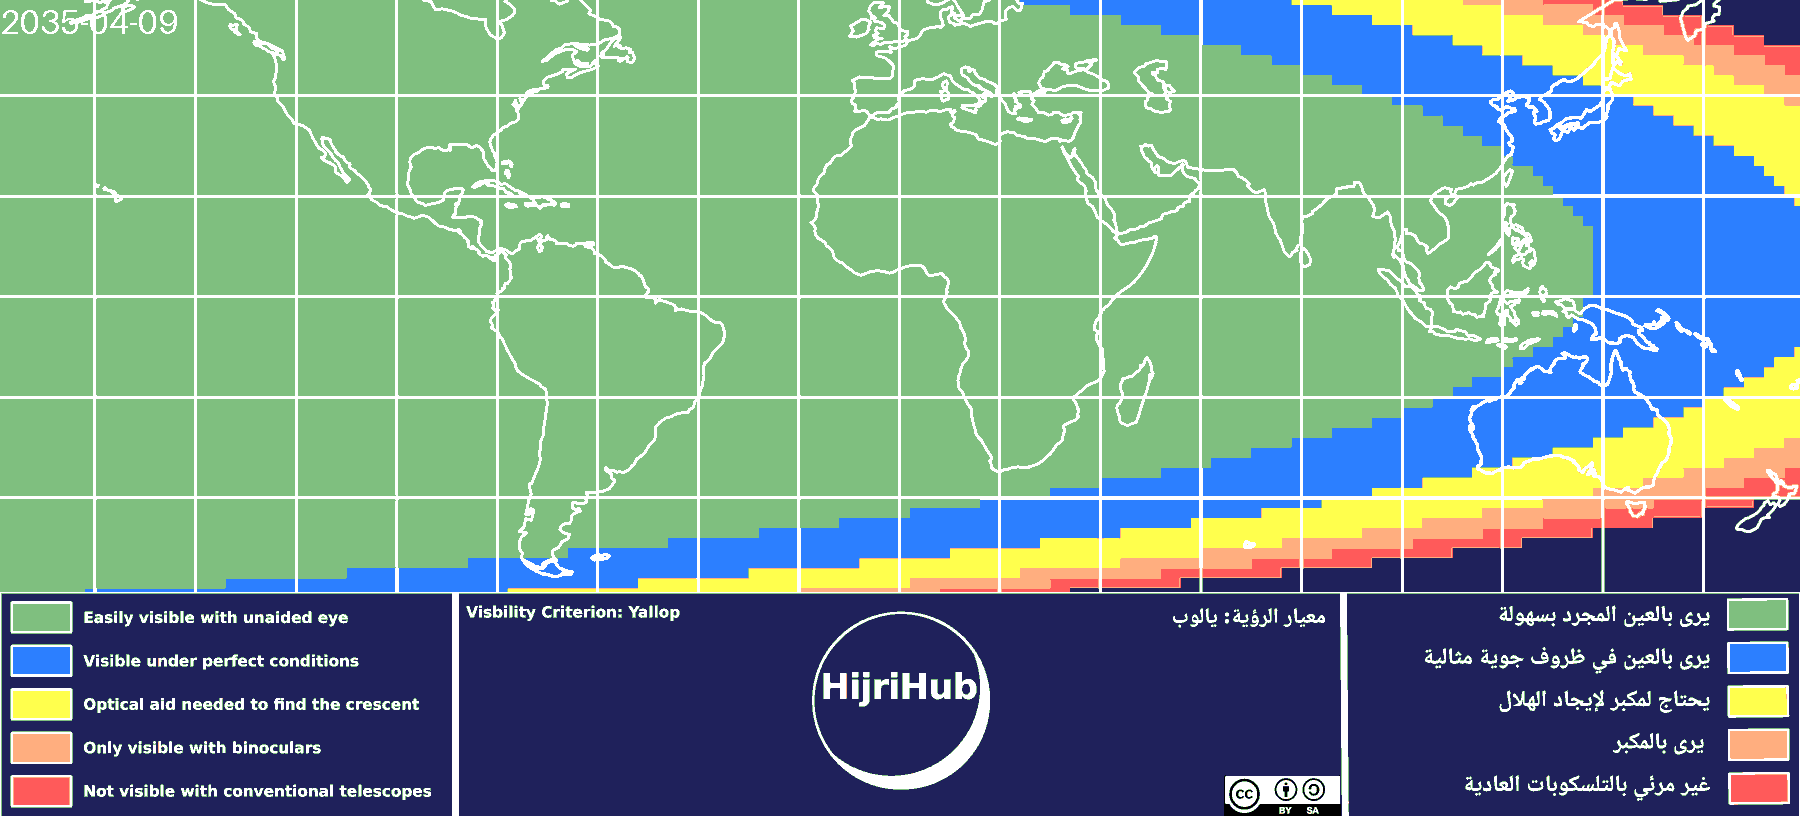 2035-04-09
Easily visible with unaided eye
Visible under perfect conditions
Optical aid needed to find the crescent
Only visible with binoculars
Not visible with conventional telescopes
Visbility Criterion: Yallop
معيار الرؤية: يالوب
HijriHub
cc
BY SA
يرى بالعين المجرد بسهولة
يرى بالعين في ظروف جوية مثالية
يحتاج لمكبر لإيجاد الهلال
يرى بالمكبر
غير مرئي بالتلسكوبات العادية